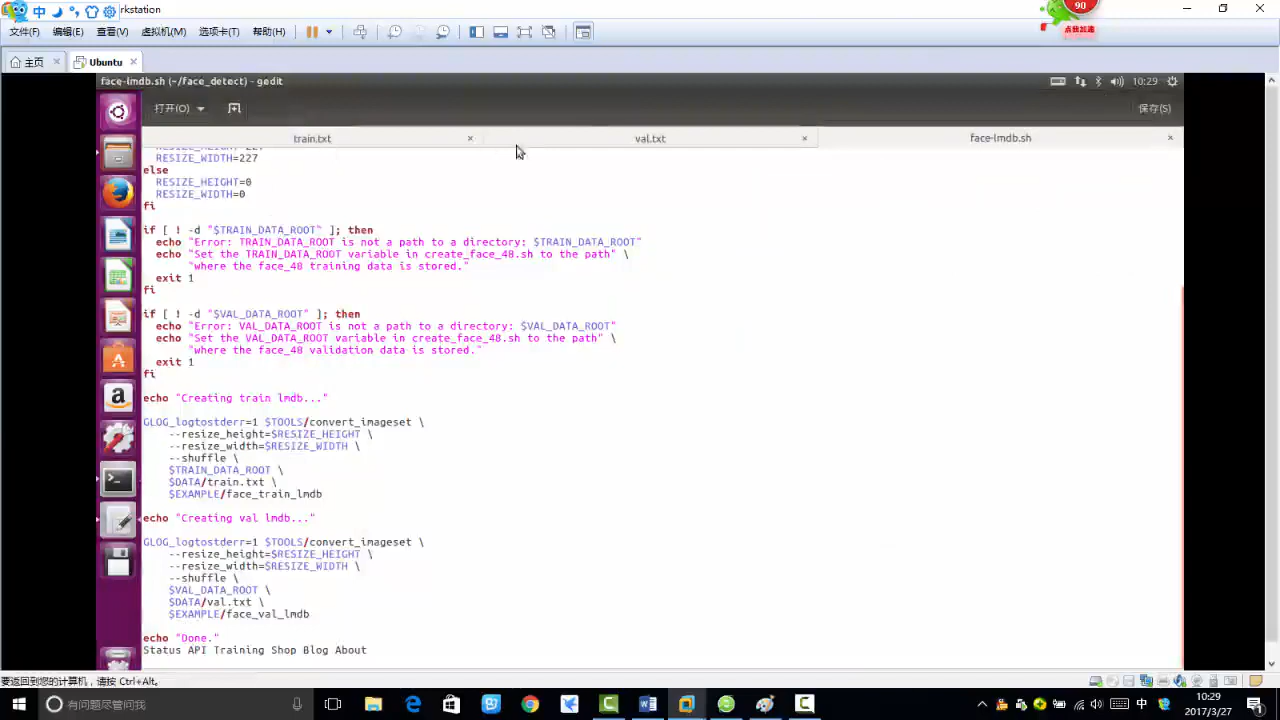 中
rkstation
90
点我加速
文件(F) 编辑(E) 查看(V) 虚拟机(M) 选项卡(T) 帮助(H)
主页 Ubuntu
face-lmdb.sh (~/face_detect) - gedit
10:29
打开(O)
保存(S)
train.txt
val.txt
face-lmdb.sh
RESIZE_WIDTH=227
else
RESIZE_HEIGHT=0
RESIZE_WIDTH=0
fi
if [ ! -d "$TRAIN_DATA_ROOT" ]; then
echo "Error: TRAIN_DATA_ROOT is not a path to a directory: $TRAIN_DATA_ROOT"
echo "Set the TRAIN_DATA_ROOT variable in create_face_48.sh to the path" \
"where the face_48 training data is stored."
exit 1
fi
if [ ! -d "$VAL_DATA_ROOT" ]; then
echo "Error: VAL_DATA_ROOT is not a path to a directory: $VAL_DATA_ROOT"
echo "Set the VAL_DATA_ROOT variable in create_face_48.sh to the path" \
"where the face_48 validation data is stored."
exit 1
fi
echo "Creating train lmdb..."
GLOG_logtostderr=1 $TOOLS/convert_imageset \
--resize_height=$RESIZE_HEIGHT \
--resize_width=$RESIZE_WIDTH \
--shuffle \
$TRAIN_DATA_ROOT \
$DATA/train.txt \
$EXAMPLE/face_train_lmdb
echo "Creating val lmdb..."
GLOG_logtostderr=1 $TOOLS/convert_imageset \
--resize_height=$RESIZE_HEIGHT \
--resize_width=$RESIZE_WIDTH \
--shuffle \
$VAL_DATA_ROOT \
$DATA/val.txt \
$EXAMPLE/face_val_lmdb
echo "Done."
Status API Training Shop Blog About
要返回到您的计算机，请按 Ctrl+Alt。
有问题尽管问我
中
10:29
2017/3/27